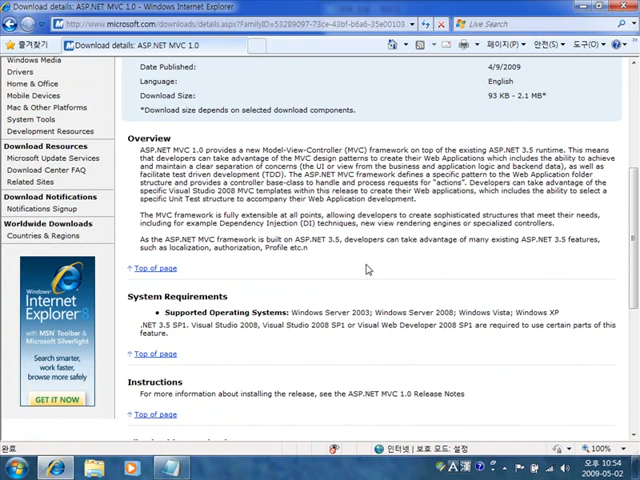 Download details: ASP.NET MVC 1.0 - Windows Internet Explorer
http://www.microsoft.com/downloads/details.aspx?FamilyID=53289097-73ce-43bf-b6a6-35e00103
Live Search
즐겨찾기
Download details: ASP.NET MVC 1.0
페이지(P)
안전(S)
도구(O)
Windows Media
Drivers
Home & Office
Mobile Devices
Mac & Other Platforms
System Tools
Development Resources
Download Resources
Microsoft Update Services
Download Center FAQ
Related Sites
Download Notifications
Notifications Signup
Worldwide Downloads
Countries & Regions
Windows
Internet
Explorer 8
with MSN Toolbar &
Microsoft Silverlight
Search smarter,
work faster,
browse more safely
GET IT NOW
Date Published: 4/9/2009
Language: English
Download Size: 93 KB - 2.1 MB*
*Download size depends on selected download components.
Overview
ASP.NET MVC 1.0 provides a new Model-View-Controller (MVC) framework on top of the existing ASP.NET 3.5 runtime. This means
that developers can take advantage of the MVC design patterns to create their Web Applications which includes the ability to achieve
and maintain a clear separation of concerns (the UI or view from the business and application logic and backend data), as well as
facilitate test driven development (TDD). The ASP.NET MVC framework defines a specific pattern to the Web Application folder
structure and provides a controller base-class to handle and process requests for "actions". Developers can take advantage of the
specific Visual Studio 2008 MVC templates within this release to create their Web applications, which includes the ability to select a
specific Unit Test structure to accompany their Web Application development.
The MVC framework is fully extensible at all points, allowing developers to create sophisticated structures that meet their needs,
including for example Dependency Injection (DI) techniques, new view rendering engines or specialized controllers.
As the ASP.NET MVC framework is built on ASP.NET 3.5, developers can take advantage of many existing ASP.NET 3.5 features,
such as localization, authorization, Profile etc.n
Top of page
System Requirements
• Supported Operating Systems: Windows Server 2003; Windows Server 2008; Windows Vista; Windows XP
.NET 3.5 SP1. Visual Studio 2008, Visual Studio 2008 SP1 or Visual Web Developer 2008 SP1 are required to use certain parts of this
feature.
Top of page
Instructions
For more information about installing the release, see the ASP.NET MVC 1.0 Release Notes
Top of page
완료
인터넷 | 보호 모드: 설정
100%
A 漢
오후 10:54
2009-05-02